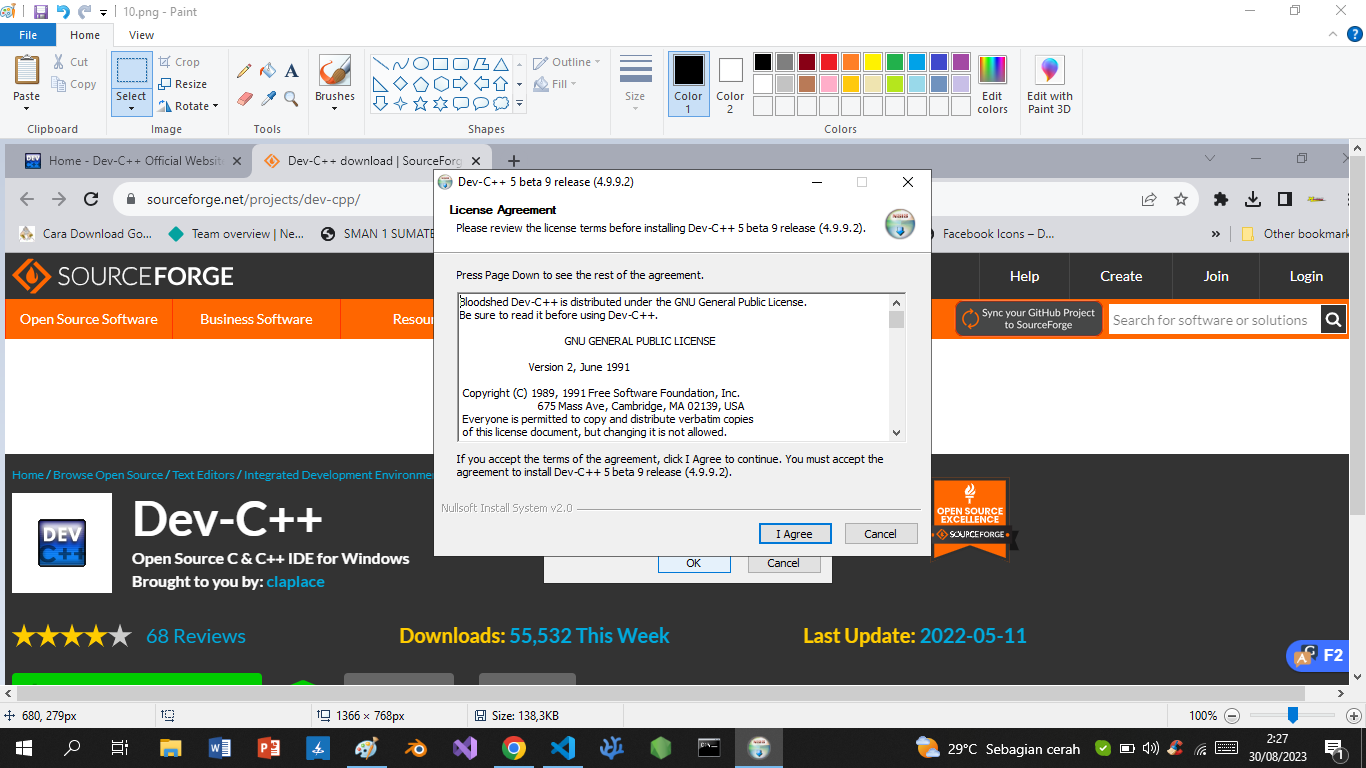 10.png - Paint
File
Home
View
Paste
Cut
Copy
Clipboard
Select
Crop
Resize
Rotate
Image
A
Tools
Brushes
Shapes
Outline
Fill
Size
Color 1
Color 2
Edit colors
Colors
Edit with Paint 3D
Home - Dev-C++ Official Websit
Dev-C++ download | SourceForg
sourceforge.net/projects/dev-cpp/
Cara Download Go...
Team overview | Ne...
SMAN 1 SUMATE
Facebook Icons – D...
»
Other bookmark
SOURCEFORGE
Help
Create
Join
Login
Open Source Software
Business Software
Resou
Sync your GitHub Project
to SourceForge
Search for software or solutions
Dev-C++ 5 beta 9 release (4.9.9.2)
License Agreement
Please review the license terms before installing Dev-C++ 5 beta 9 release (4.9.9.2).
Press Page Down to see the rest of the agreement.
Bloodshed Dev-C++ is distributed under the GNU General Public License.
Be sure to read it before using Dev-C++.
GNU GENERAL PUBLIC LICENSE
Version 2, June 1991
Copyright (C) 1989, 1991 Free Software Foundation, Inc.
675 Mass Ave, Cambridge, MA 02139, USA
Everyone is permitted to copy and distribute verbatim copies
of this license document, but changing it is not allowed.
If you accept the terms of the agreement, click I Agree to continue. You must accept the
agreement to install Dev-C++ 5 beta 9 release (4.9.9.2).
Nullsoft Install System v2.0
I Agree
Cancel
OK
Cancel
Home / Browse Open Source / Text Editors / Integrated Development Environme
DEV
C++
Dev-C++
Open Source C & C++ IDE for Windows
Brought to you by: claplace
OPEN SOURCE
EXCELLENCE
SOURCEFORGE
68 Reviews
Downloads: 55,532 This Week
Last Update: 2022-05-11
F2
680, 279px
1366 × 768px
Size: 138,3KB
100%
29°C Sebagian cerah
2:27
30/08/2023
1